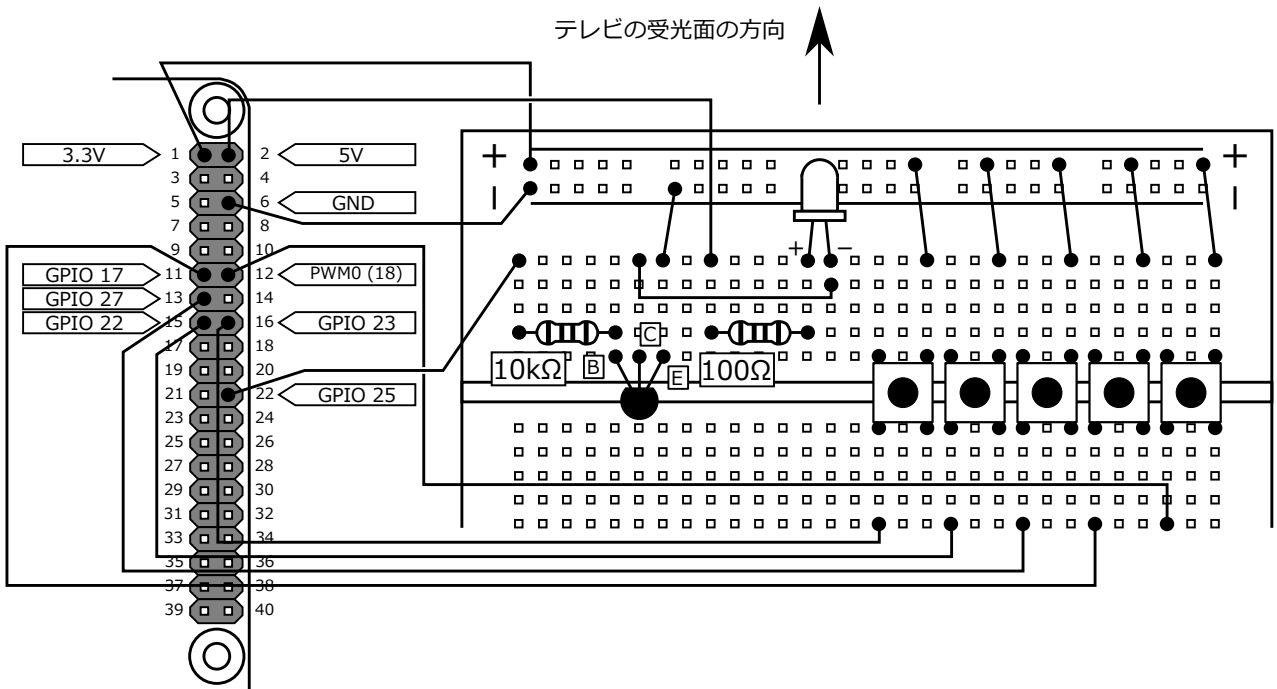 テレビの受光面の方向
3.3V 1 2 5V
3 4
5 6 GND
7 8
9 10
GPIO 17 11 12 PWM0 (18)
GPIO 27 13 14
GPIO 22 15 16 GPIO 23
17 18
19 20
21 22 GPIO 25
23 24
25 26
27 28
29 30
31 32
33 34
35 36
37 38
39 40
+ +
− −
+ −
C
10kΩ B E 100Ω